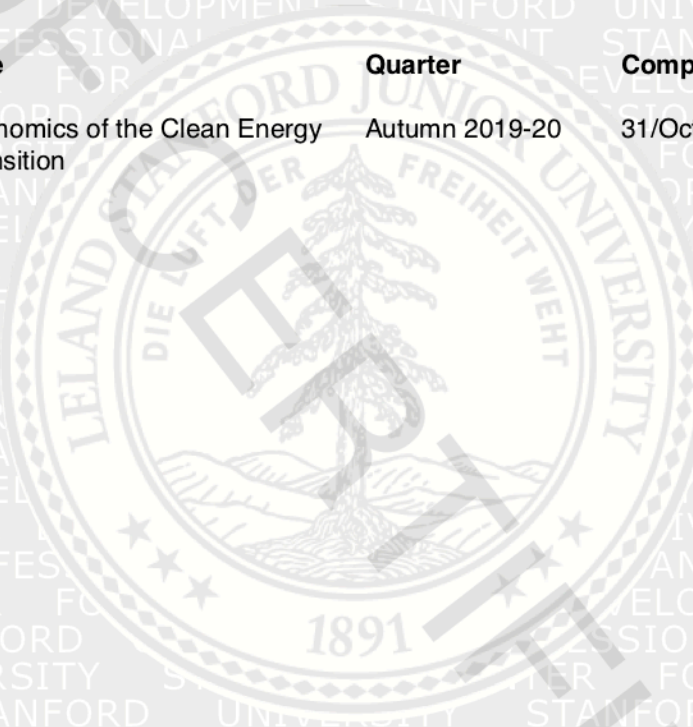 e Quarter Comp
nomics of the Clean Energy Autumn 2019-20 31/Oct
nsition
LELAND STANFORD JUNIOR UNIVERSITY
DIE LUFT DER FREIHEIT WEHT
1891